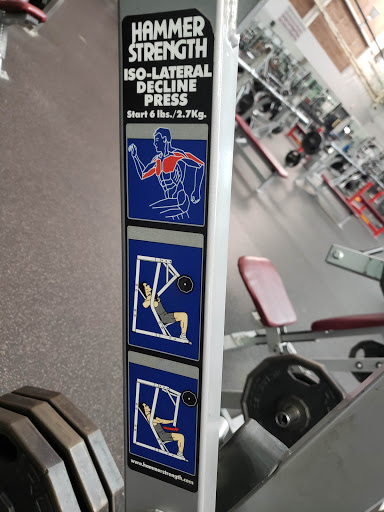 HAMMER
STRENGTH
ISO-LATERAL
DECLINE
PRESS
Start 6 lbs./2.7Kg.
www.hammerstrength.com